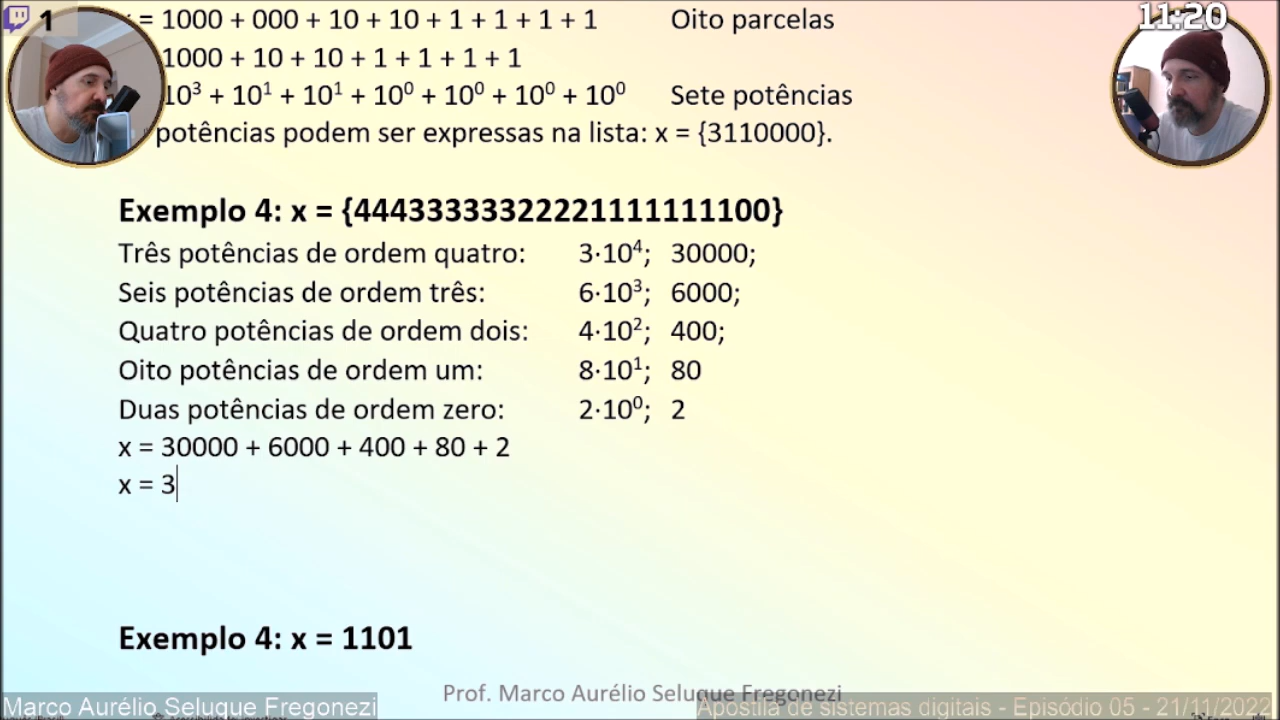 1
11:20
= 1000 + 000 + 10 + 10 + 1 + 1 + 1 + 1 Oito parcelas
1000 + 10 + 10 + 1 + 1 + 1 + 1
10³ + 10¹ + 10¹ + 10⁰ + 10⁰ + 10⁰ + 10⁰ Sete potências
potências podem ser expressas na lista: x = {3110000}.
Exemplo 4: x = {44433333322221111111100}
Três potências de ordem quatro: 3·10⁴; 30000;
Seis potências de ordem três: 6·10³; 6000;
Quatro potências de ordem dois: 4·10²; 400;
Oito potências de ordem um: 8·10¹; 80
Duas potências de ordem zero: 2·10⁰; 2
x = 30000 + 6000 + 400 + 80 + 2
x = 3
Exemplo 4: x = 1101
Prof. Marco Aurélio Seluque Fregonezi
Marco Aurélio Seluque Fregonezi
Apostila de sistemas digitais - Episódio 05 - 21/11/2022